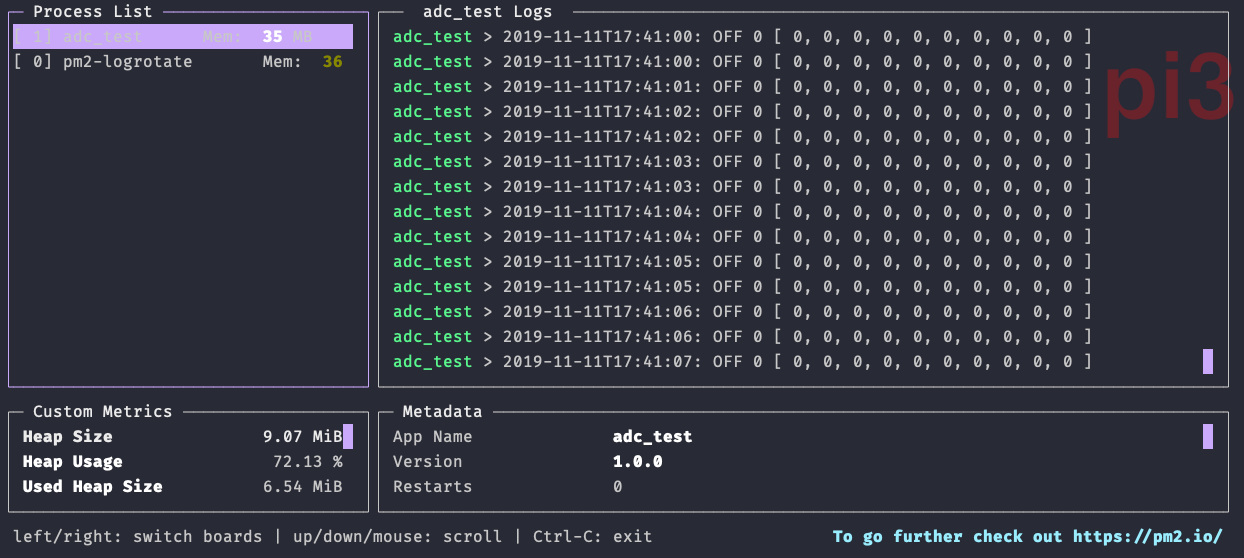 Process List
[ 1] adc_test Mem: 35 MB
[ 0] pm2-logrotate Mem: 36
adc_test Logs
adc_test > 2019-11-11T17:41:00: OFF 0 [ 0, 0, 0, 0, 0, 0, 0, 0, 0, 0 ]
adc_test > 2019-11-11T17:41:00: OFF 0 [ 0, 0, 0, 0, 0, 0, 0, 0, 0, 0 ]
adc_test > 2019-11-11T17:41:01: OFF 0 [ 0, 0, 0, 0, 0, 0, 0, 0, 0, 0 ]
adc_test > 2019-11-11T17:41:02: OFF 0 [ 0, 0, 0, 0, 0, 0, 0, 0, 0, 0 ]
adc_test > 2019-11-11T17:41:02: OFF 0 [ 0, 0, 0, 0, 0, 0, 0, 0, 0, 0 ]
adc_test > 2019-11-11T17:41:03: OFF 0 [ 0, 0, 0, 0, 0, 0, 0, 0, 0, 0 ]
adc_test > 2019-11-11T17:41:03: OFF 0 [ 0, 0, 0, 0, 0, 0, 0, 0, 0, 0 ]
adc_test > 2019-11-11T17:41:04: OFF 0 [ 0, 0, 0, 0, 0, 0, 0, 0, 0, 0 ]
adc_test > 2019-11-11T17:41:04: OFF 0 [ 0, 0, 0, 0, 0, 0, 0, 0, 0, 0 ]
adc_test > 2019-11-11T17:41:05: OFF 0 [ 0, 0, 0, 0, 0, 0, 0, 0, 0, 0 ]
adc_test > 2019-11-11T17:41:05: OFF 0 [ 0, 0, 0, 0, 0, 0, 0, 0, 0, 0 ]
adc_test > 2019-11-11T17:41:06: OFF 0 [ 0, 0, 0, 0, 0, 0, 0, 0, 0, 0 ]
adc_test > 2019-11-11T17:41:06: OFF 0 [ 0, 0, 0, 0, 0, 0, 0, 0, 0, 0 ]
adc_test > 2019-11-11T17:41:07: OFF 0 [ 0, 0, 0, 0, 0, 0, 0, 0, 0, 0 ]
pi3
Custom Metrics
Heap Size 9.07 MiB
Heap Usage 72.13 %
Used Heap Size 6.54 MiB
Metadata
App Name adc_test
Version 1.0.0
Restarts 0
left/right: switch boards | up/down/mouse: scroll | Ctrl-C: exit
To go further check out https://pm2.io/